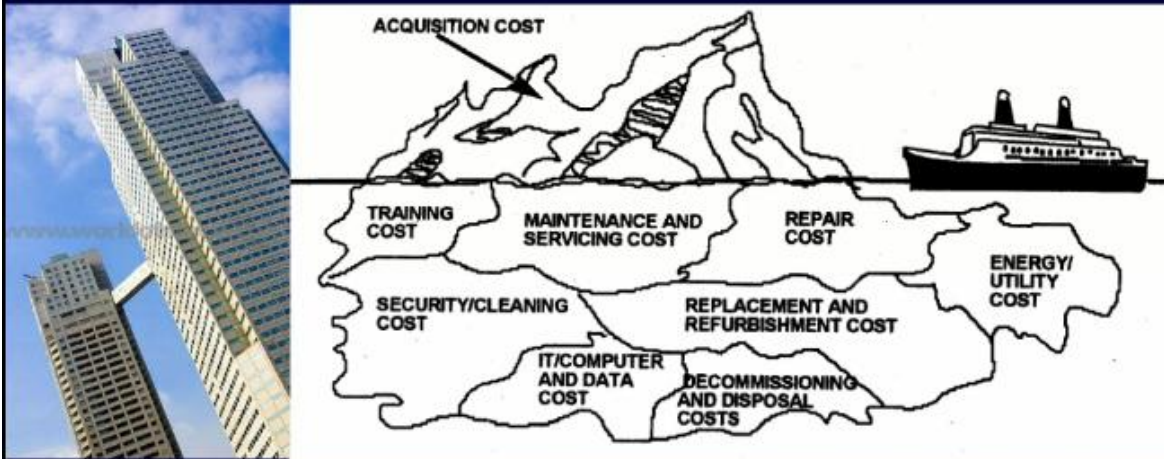 ACQUISITION COST
TRAINING
COST
MAINTENANCE AND
SERVICING COST
REPAIR
COST
ENERGY/
UTILITY
COST
SECURITY/CLEANING
COST
REPLACEMENT AND
REFURBISHMENT COST
IT/COMPUTER
AND DATA
COST
DECOMMISSIONING
AND DISPOSAL
COSTS